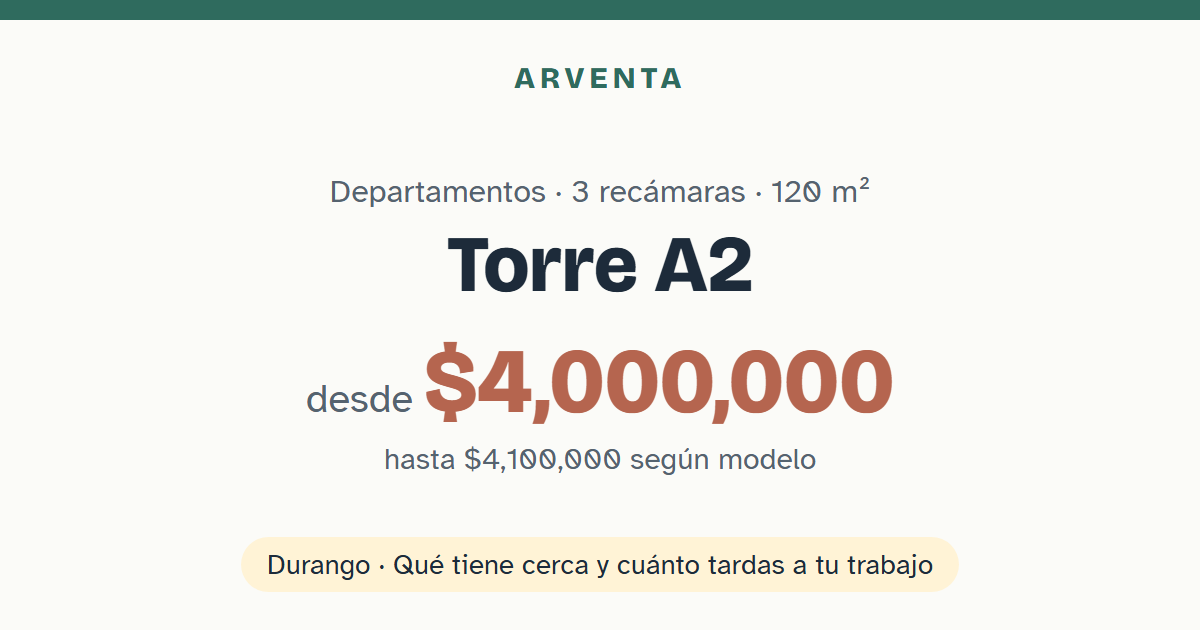 ARVENTA
Departamentos · 3 recámaras · 120 m²
Torre A2
desde $4,000,000
hasta $4,100,000 según modelo
Durango · Qué tiene cerca y cuánto tardas a tu trabajo